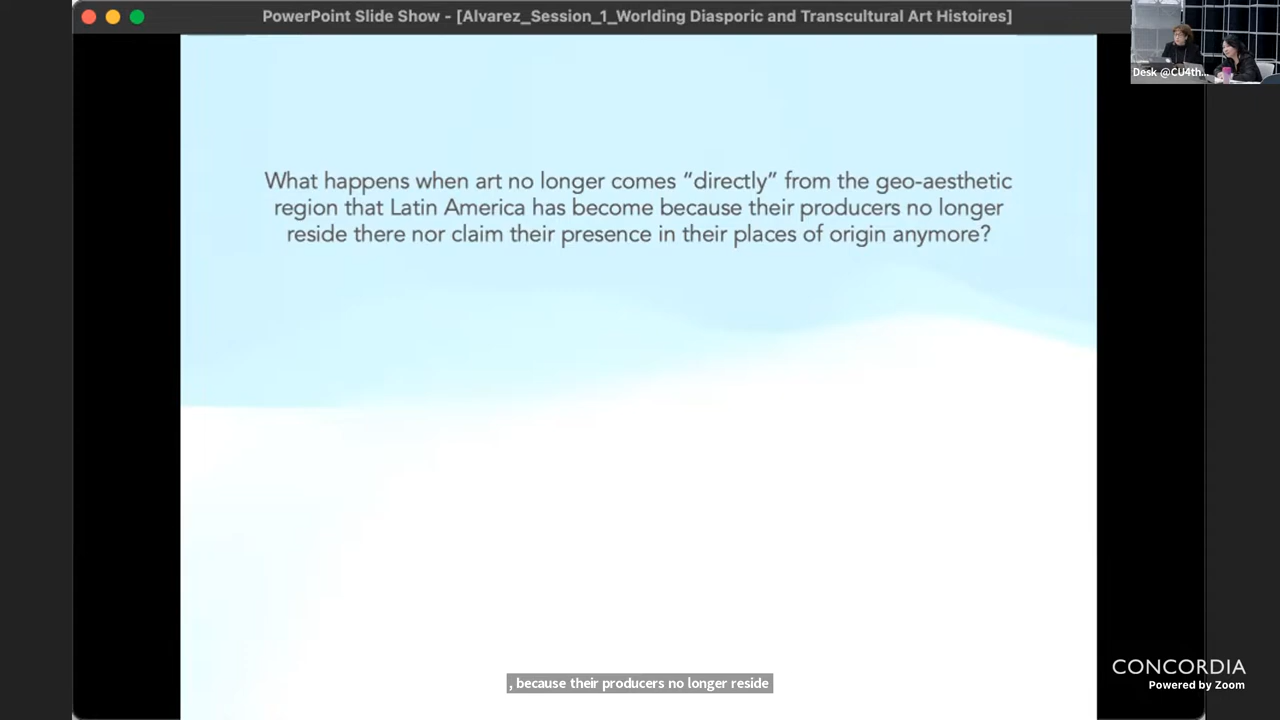 PowerPoint Slide Show - [Alvarez_Session_1_Worlding Diasporic and Transcultural Art Histoires]
Desk @CU4th...
What happens when art no longer comes “directly” from the geo-aesthetic
region that Latin America has become because their producers no longer
reside there nor claim their presence in their places of origin anymore?
, because their producers no longer reside
CONCORDIA
Powered by Zoom